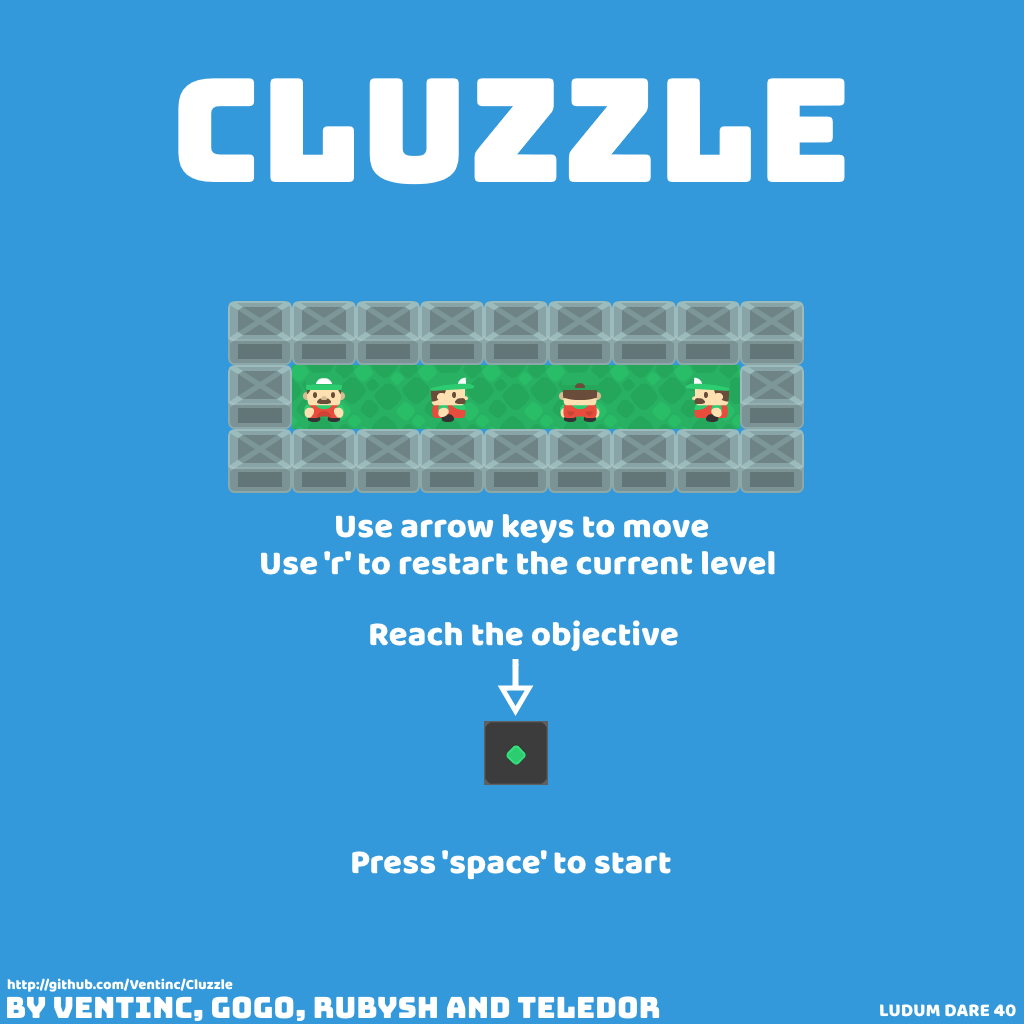 CLUZZLE
Use arrow keys to move
Use 'r' to restart the current level
Reach the objective
Press 'space' to start
http://github.com/Ventinc/Cluzzle
BY VENTINC, GOGO, RUBYSH AND TELEDOR
LUDUM DARE 40